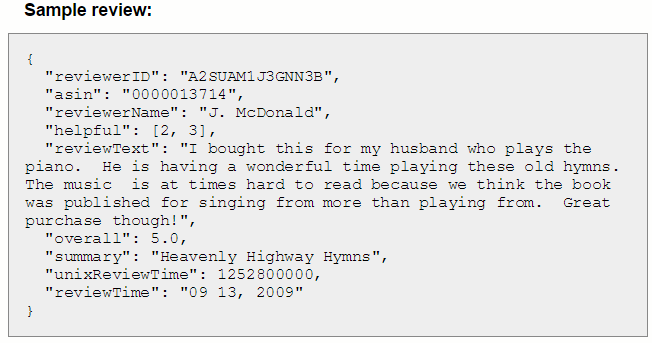 Sample review:
{
  "reviewerID": "A2SUAM1J3GNN3B",
  "asin": "0000013714",
  "reviewerName": "J. McDonald",
  "helpful": [2, 3],
  "reviewText": "I bought this for my husband who plays the
piano.  He is having a wonderful time playing these old hymns.
The music  is at times hard to read because we think the book
was published for singing from more than playing from.  Great
purchase though!",
  "overall": 5.0,
  "summary": "Heavenly Highway Hymns",
  "unixReviewTime": 1252800000,
  "reviewTime": "09 13, 2009"
}